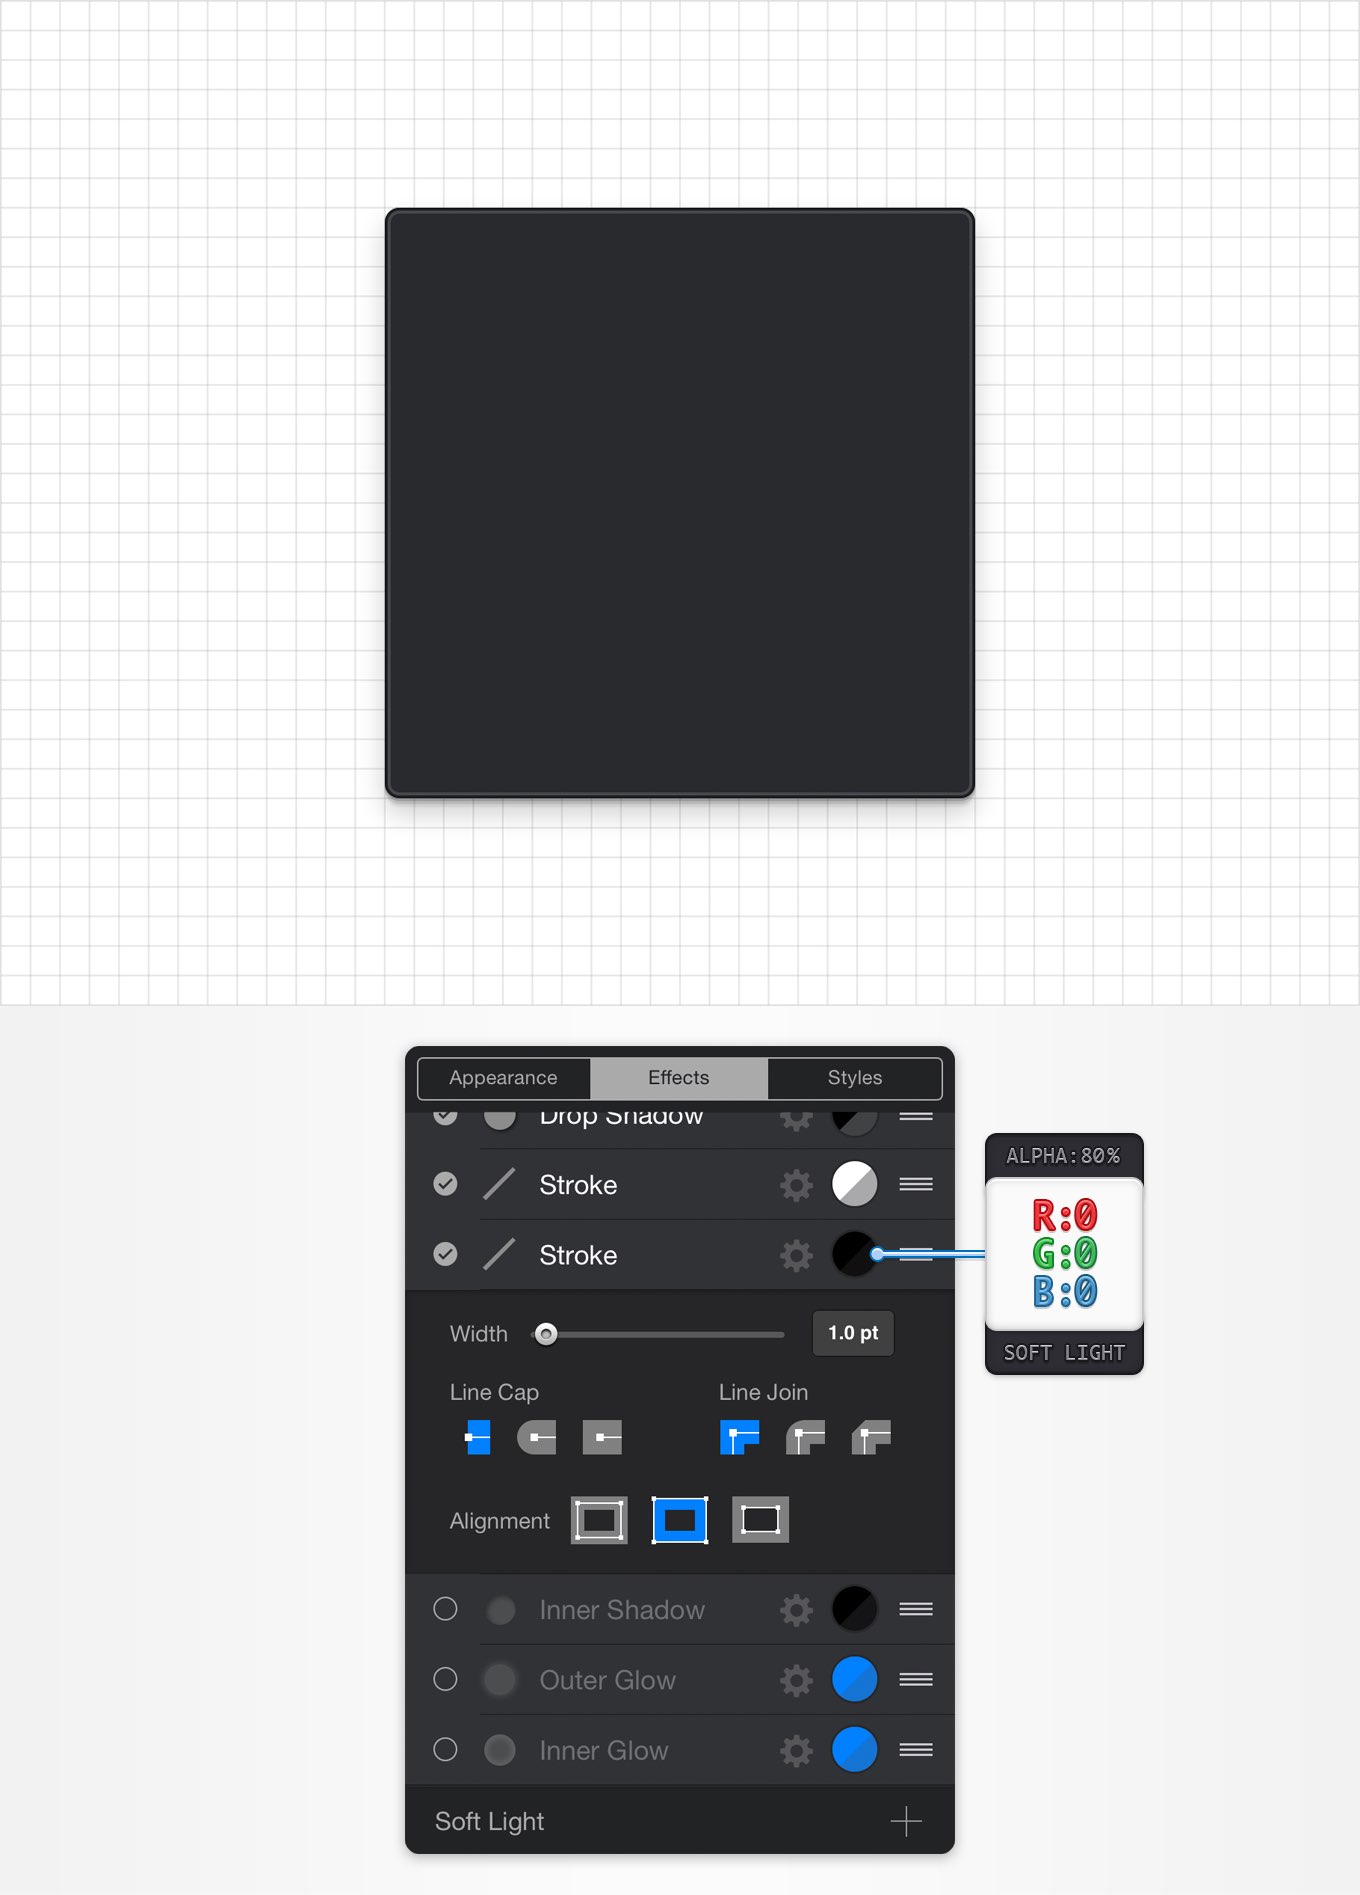 Appearance
Effects
Styles
Drop Shadow
Stroke
Stroke
Width
1.0 pt
Line Cap
Line Join
Alignment
Inner Shadow
Outer Glow
Inner Glow
Soft Light
ALPHA:80%
R:0
G:0
B:0
SOFT LIGHT